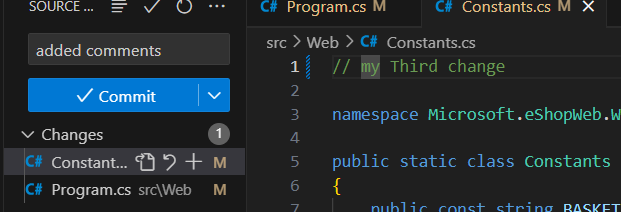 SOURCE ...
Program.cs M
Constants.cs M
added comments
src > Web > C# Constants.cs
Commit
1 // my Third change
2
3 namespace Microsoft.eShopWeb.W
Changes 1
4
C# Constant... M
5 public static class Constants
C# Program.cs src\Web M
6 {
7 public const string BASKET